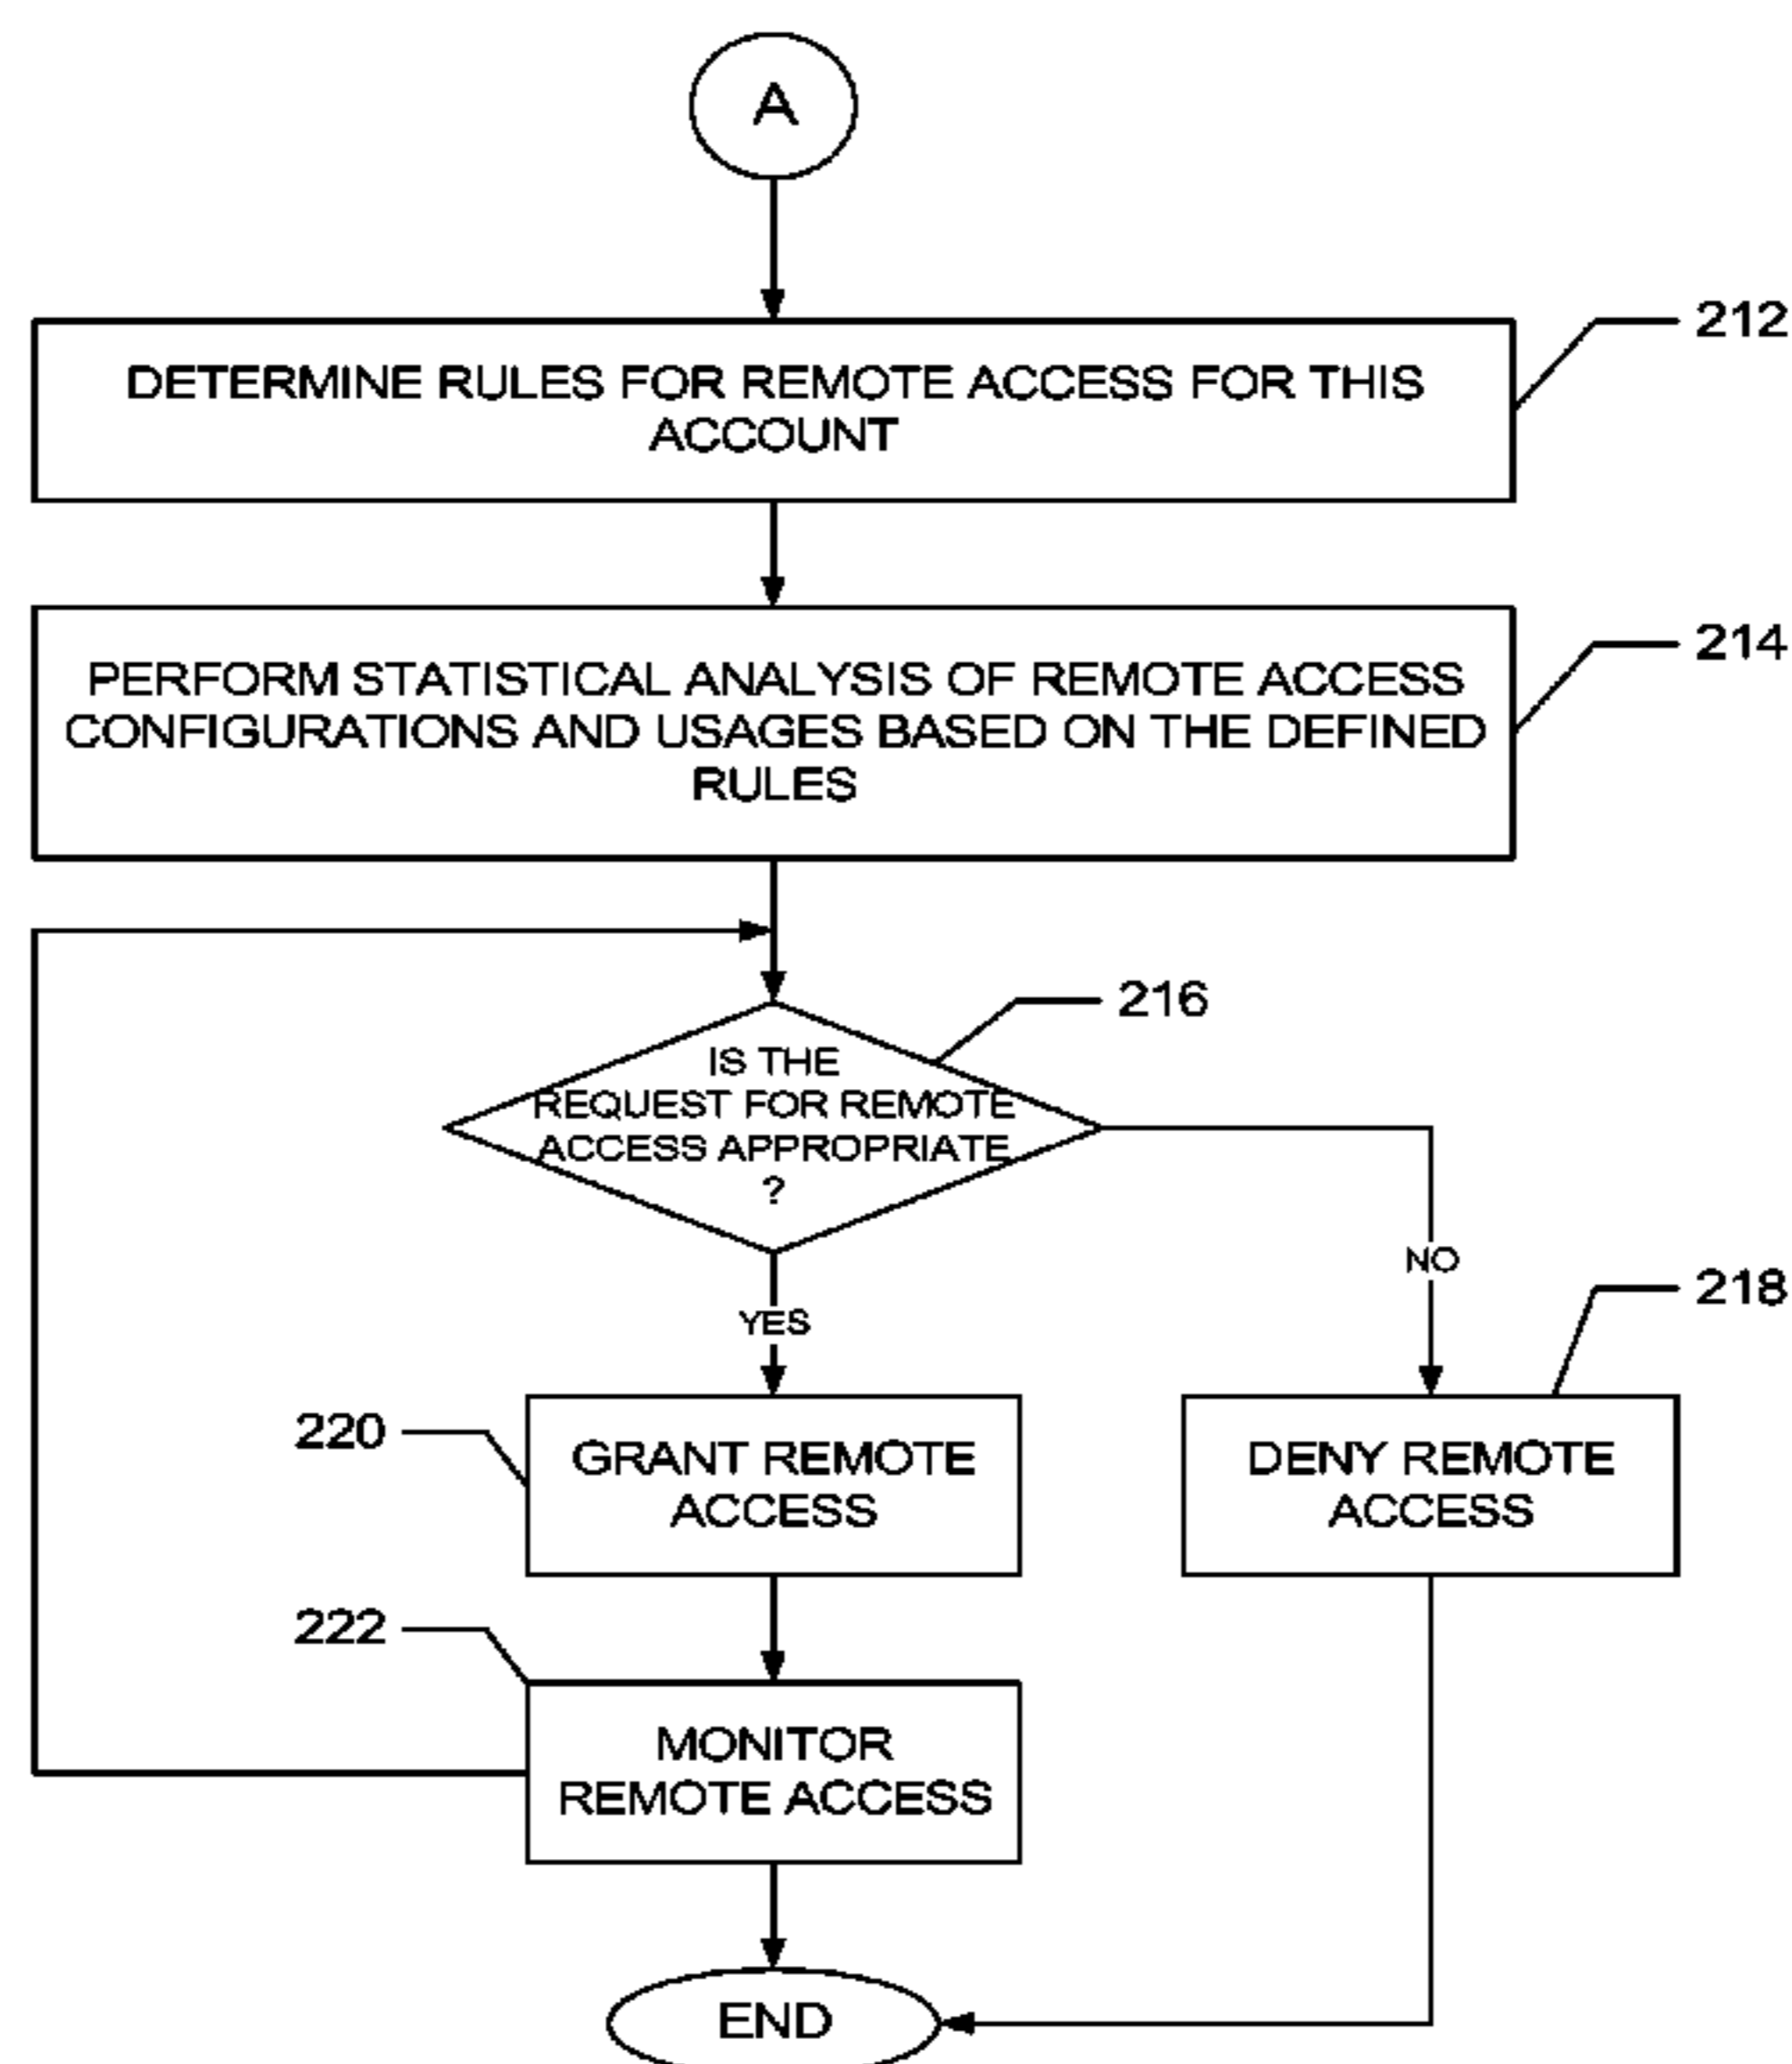 A
DETERMINE RULES FOR REMOTE ACCESS FOR THIS
ACCOUNT
212
PERFORM STATISTICAL ANALYSIS OF REMOTE ACCESS
CONFIGURATIONS AND USAGES BASED ON THE DEFINED
RULES
214
IS THE
REQUEST FOR REMOTE
ACCESS APPROPRIATE
?
216
NO
YES
218
220
GRANT REMOTE
ACCESS
DENY REMOTE
ACCESS
222
MONITOR
REMOTE ACCESS
END